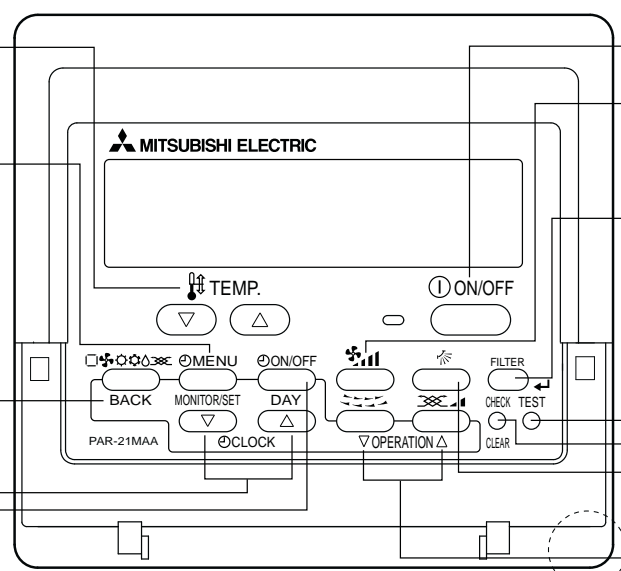 MITSUBISHI ELECTRIC
TEMP.
ON/OFF
MENU ON/OFF FILTER
BACK MONITOR/SET DAY CHECK TEST
PAR-21MAA CLOCK OPERATION CLEAR